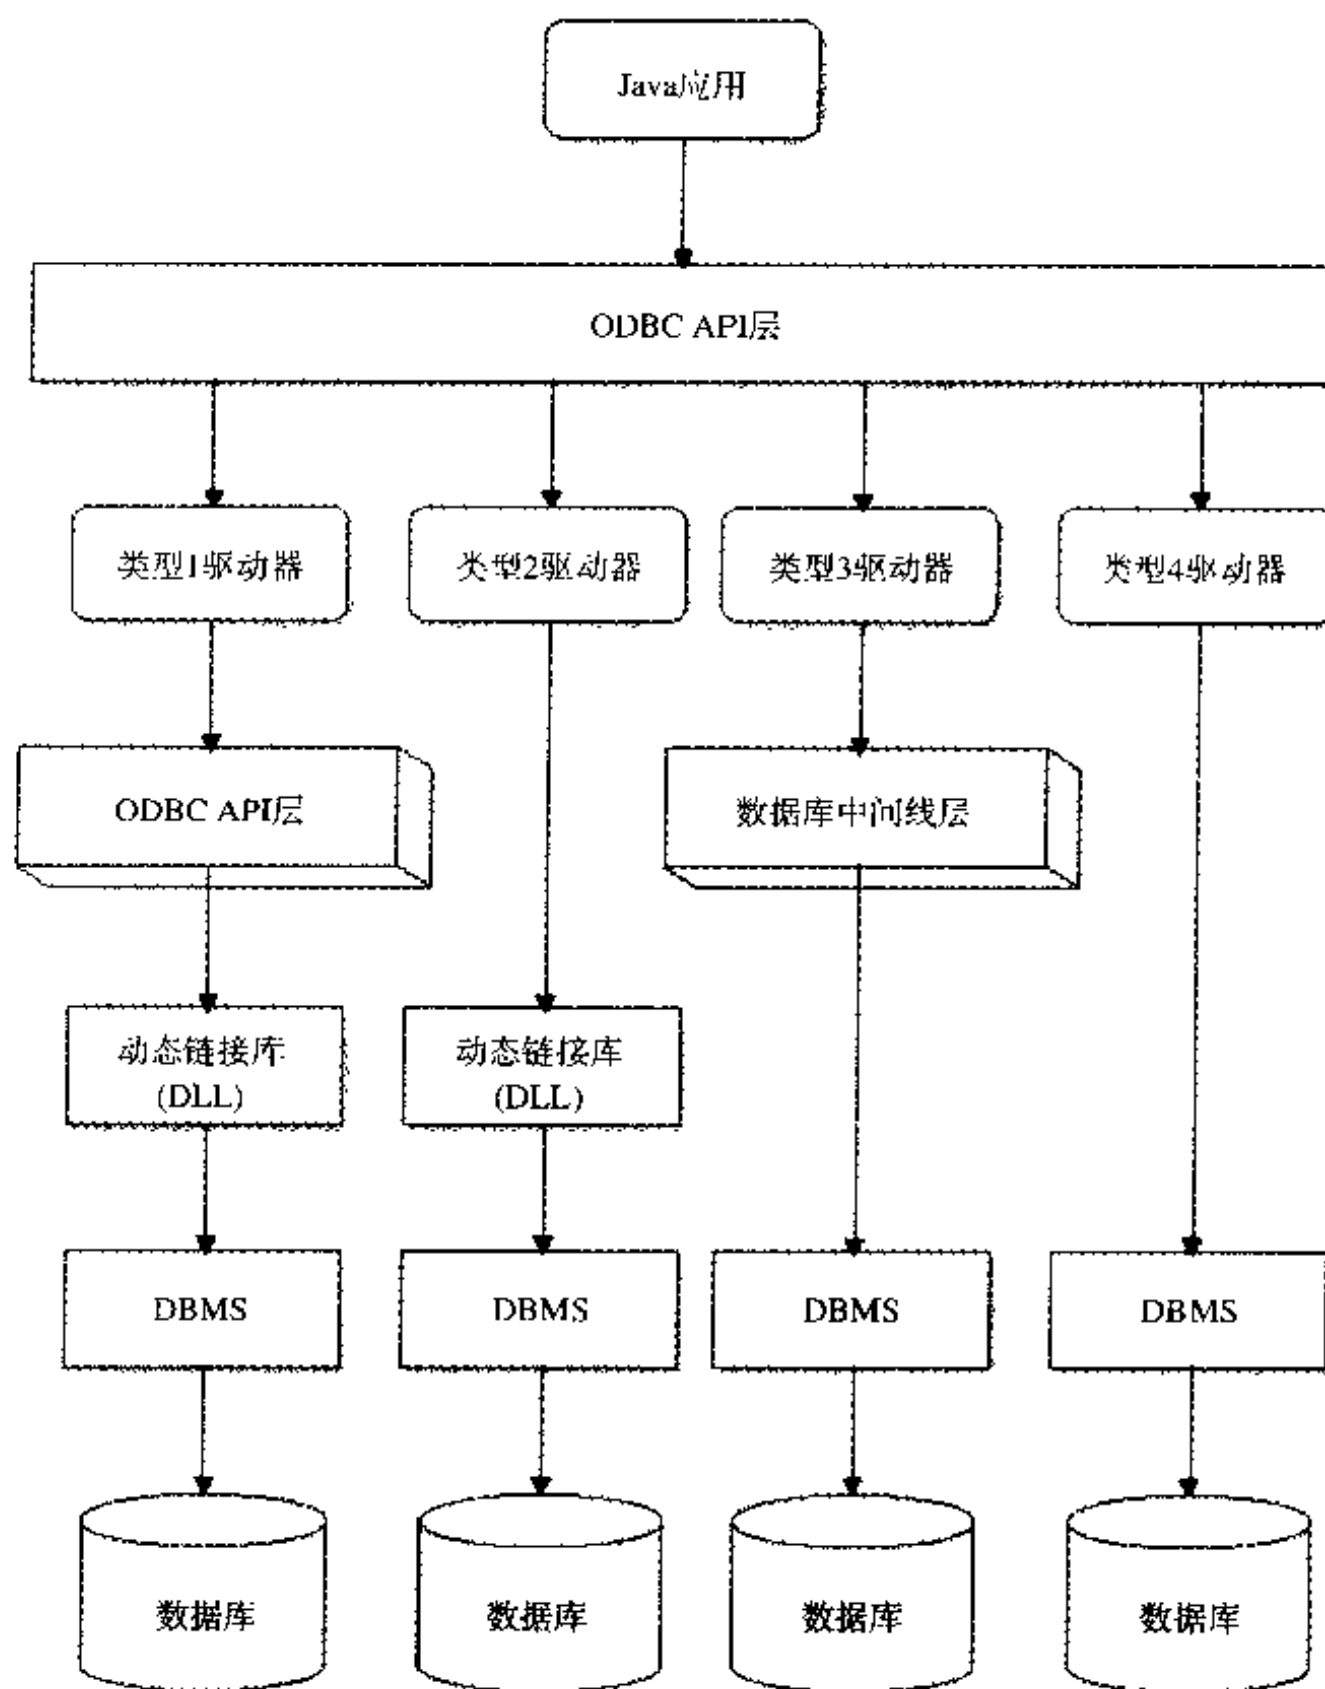 Java应用
ODBC API层
类型1驱动器
类型2驱动器
类型3驱动器
类型4驱动器
ODBC API层
数据库中间线层
动态链接库
(DLL)
动态链接库
(DLL)
DBMS
DBMS
DBMS
DBMS
数据库
数据库
数据库
数据库